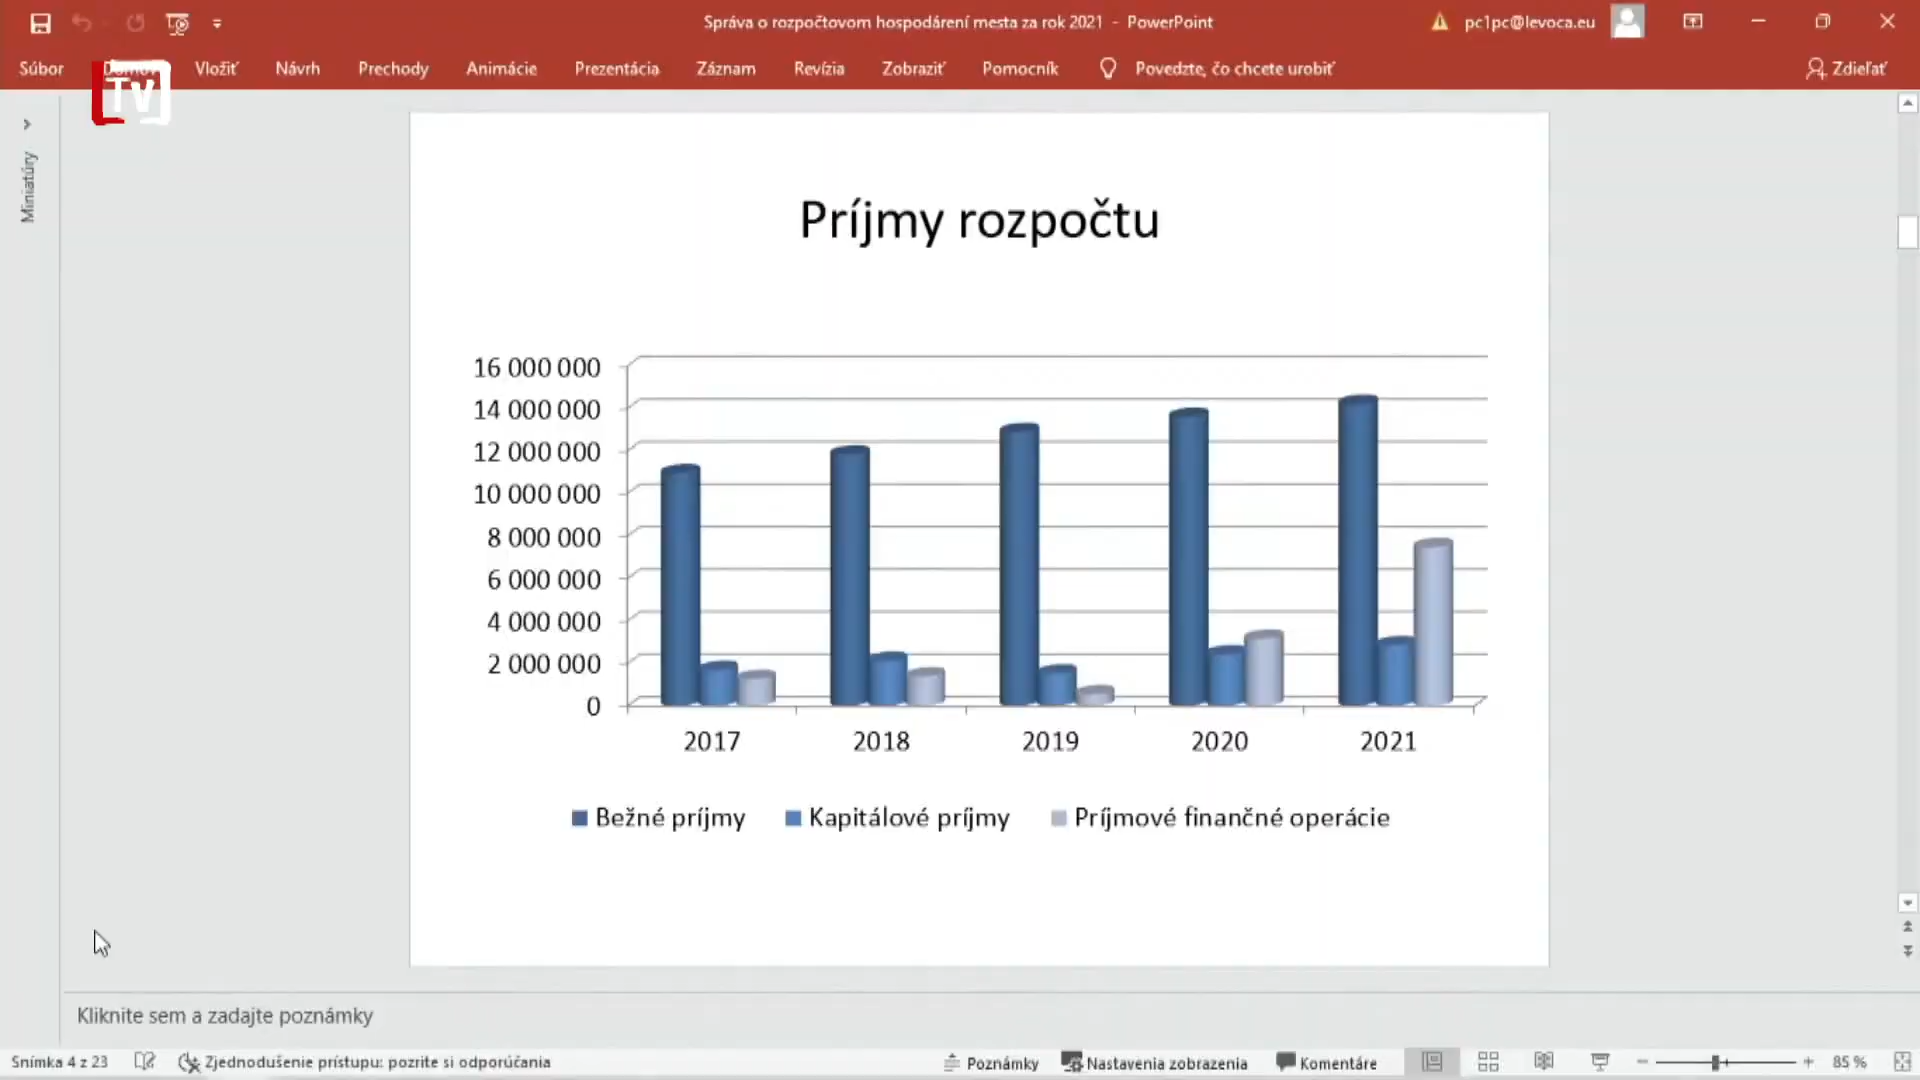 Správa o rozpočtovom hospodárení mesta za rok 2021 - PowerPoint
pc1pc@levoca.eu
Súbor Domov Vložiť Návrh Prechody Animácie Prezentácia Záznam Revízia Zobraziť Pomocník Povedzte, čo chcete urobiť Zdieľať
TV
Miniatúry
Príjmy rozpočtu
16 000 000
14 000 000
12 000 000
10 000 000
8 000 000
6 000 000
4 000 000
2 000 000
0
2017 2018 2019 2020 2021
Bežné príjmy Kapitálové príjmy Príjmové finančné operácie
Kliknite sem a zadajte poznámky
Snímka 4 z 23 Zjednodušenie prístupu: pozrite si odporúčania Poznámky Nastavenia zobrazenia Komentáre 85 %